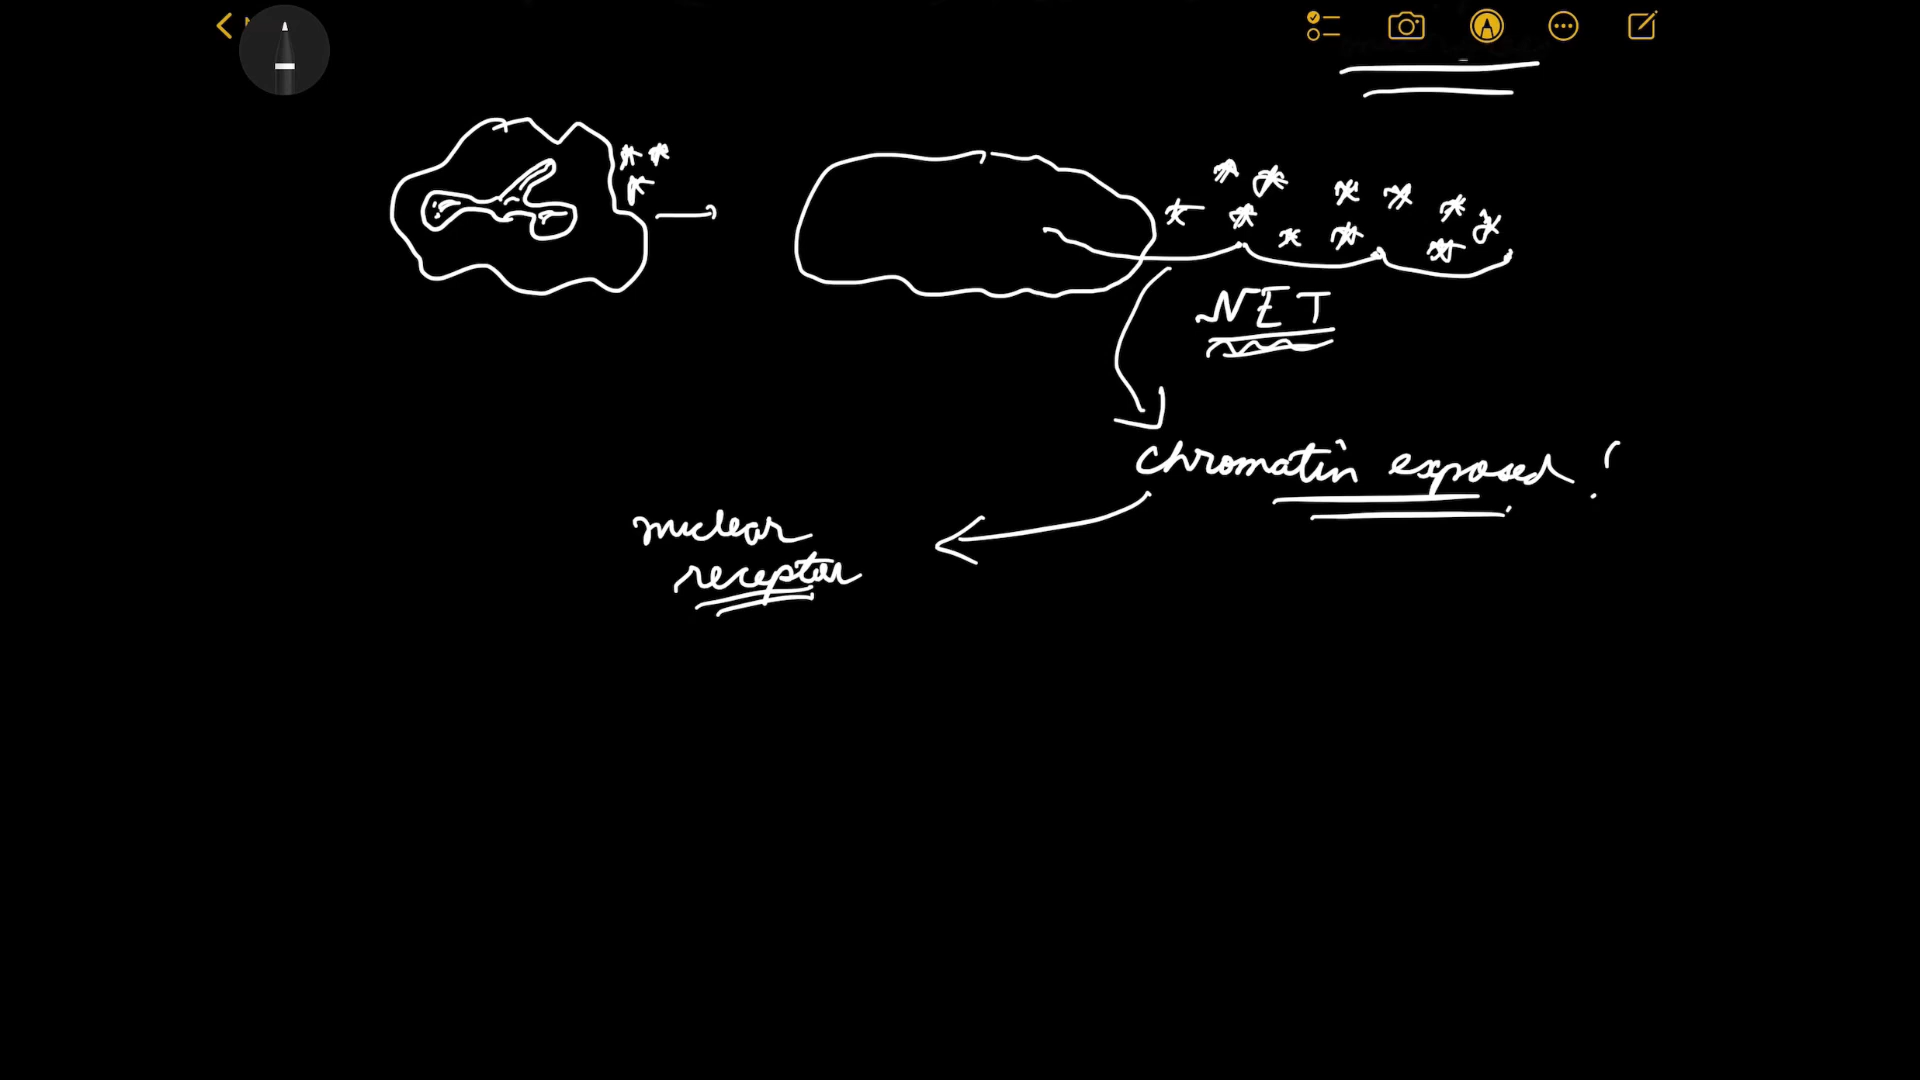 NET
chromatin exposed !
nuclear
receptor